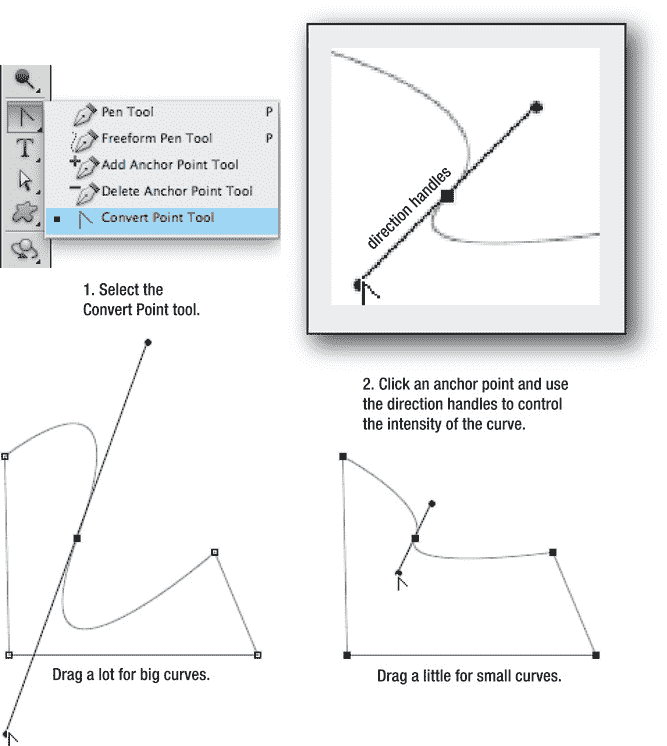 Pen Tool P
Freeform Pen Tool P
Add Anchor Point Tool
Delete Anchor Point Tool
Convert Point Tool
T
direction handles
1. Select the
Convert Point tool.
2. Click an anchor point and use
the direction handles to control
the intensity of the curve.
Drag a lot for big curves.
Drag a little for small curves.